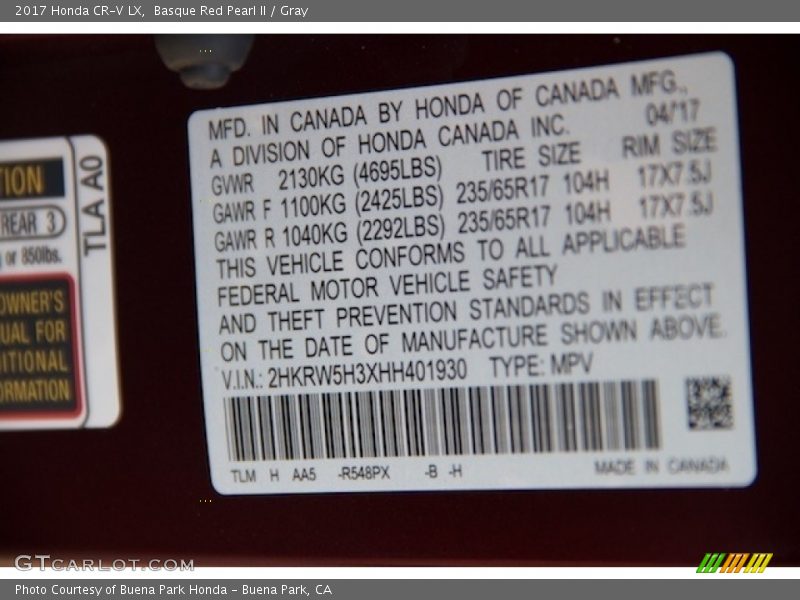 2017 Honda CR-V LX, Basque Red Pearl II / Gray
TION
REAR 3
or 850lbs.
OWNER'S
UAL FOR
ITIONAL
ORMATION
TLA A0
MFD. IN CANADA BY HONDA OF CANADA MFG.,
A DIVISION OF HONDA CANADA INC. 04/17
GVWR 2130KG (4695LBS) TIRE SIZE RIM SIZE
GAWR F 1100KG (2425LBS) 235/65R17 104H 17X7.5J
GAWR R 1040KG (2292LBS) 235/65R17 104H 17X7.5J
THIS VEHICLE CONFORMS TO ALL APPLICABLE
FEDERAL MOTOR VEHICLE SAFETY
AND THEFT PREVENTION STANDARDS IN EFFECT
ON THE DATE OF MANUFACTURE SHOWN ABOVE.
V.I.N.: 2HKRW5H3XHH401930 TYPE: MPV
TLM H AA5 -R548PX -B -H MADE IN CANADA
GTCARLOT.COM
Photo Courtesy of Buena Park Honda - Buena Park, CA